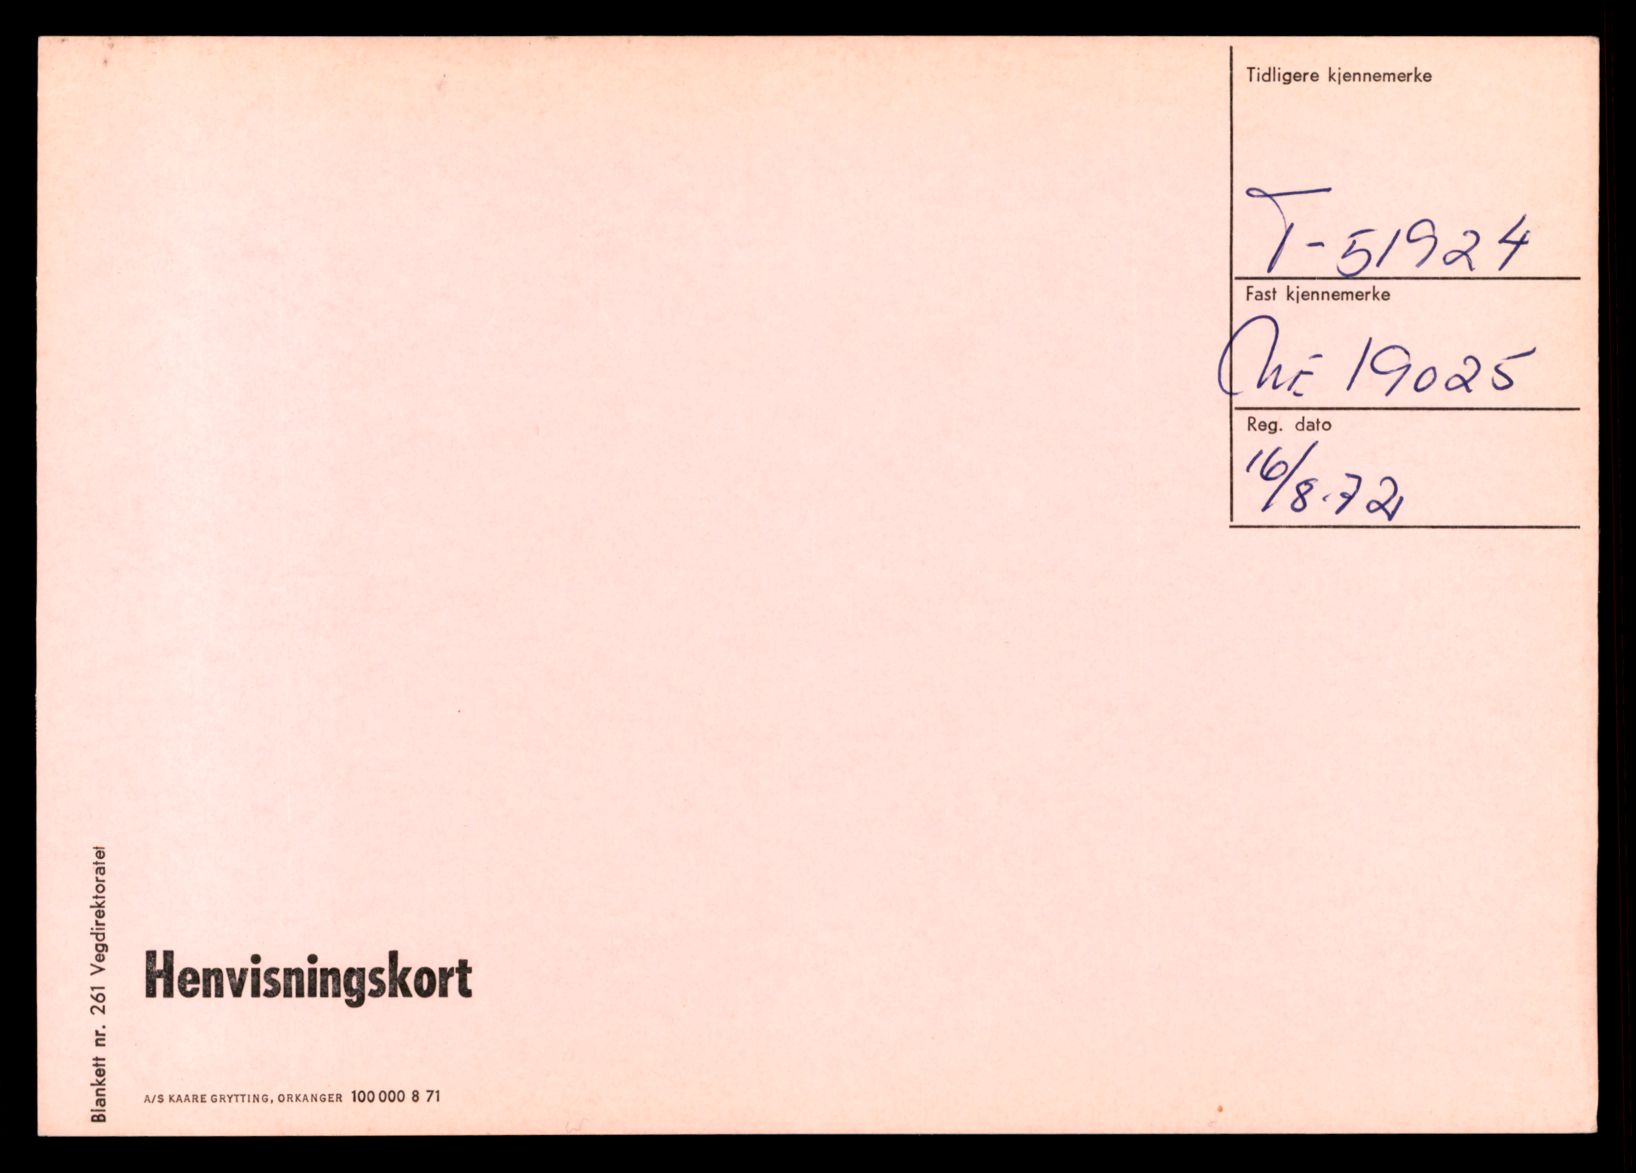 Tidligere kjennemerke
T-51924
Fast kjennemerke
NE 19025
Reg. dato
16/8-72
Henvisningskort
Blankett nr. 261 Vegdirektoratet
A/S KAARE GRYTTING, ORKANGER 100 000 8 71